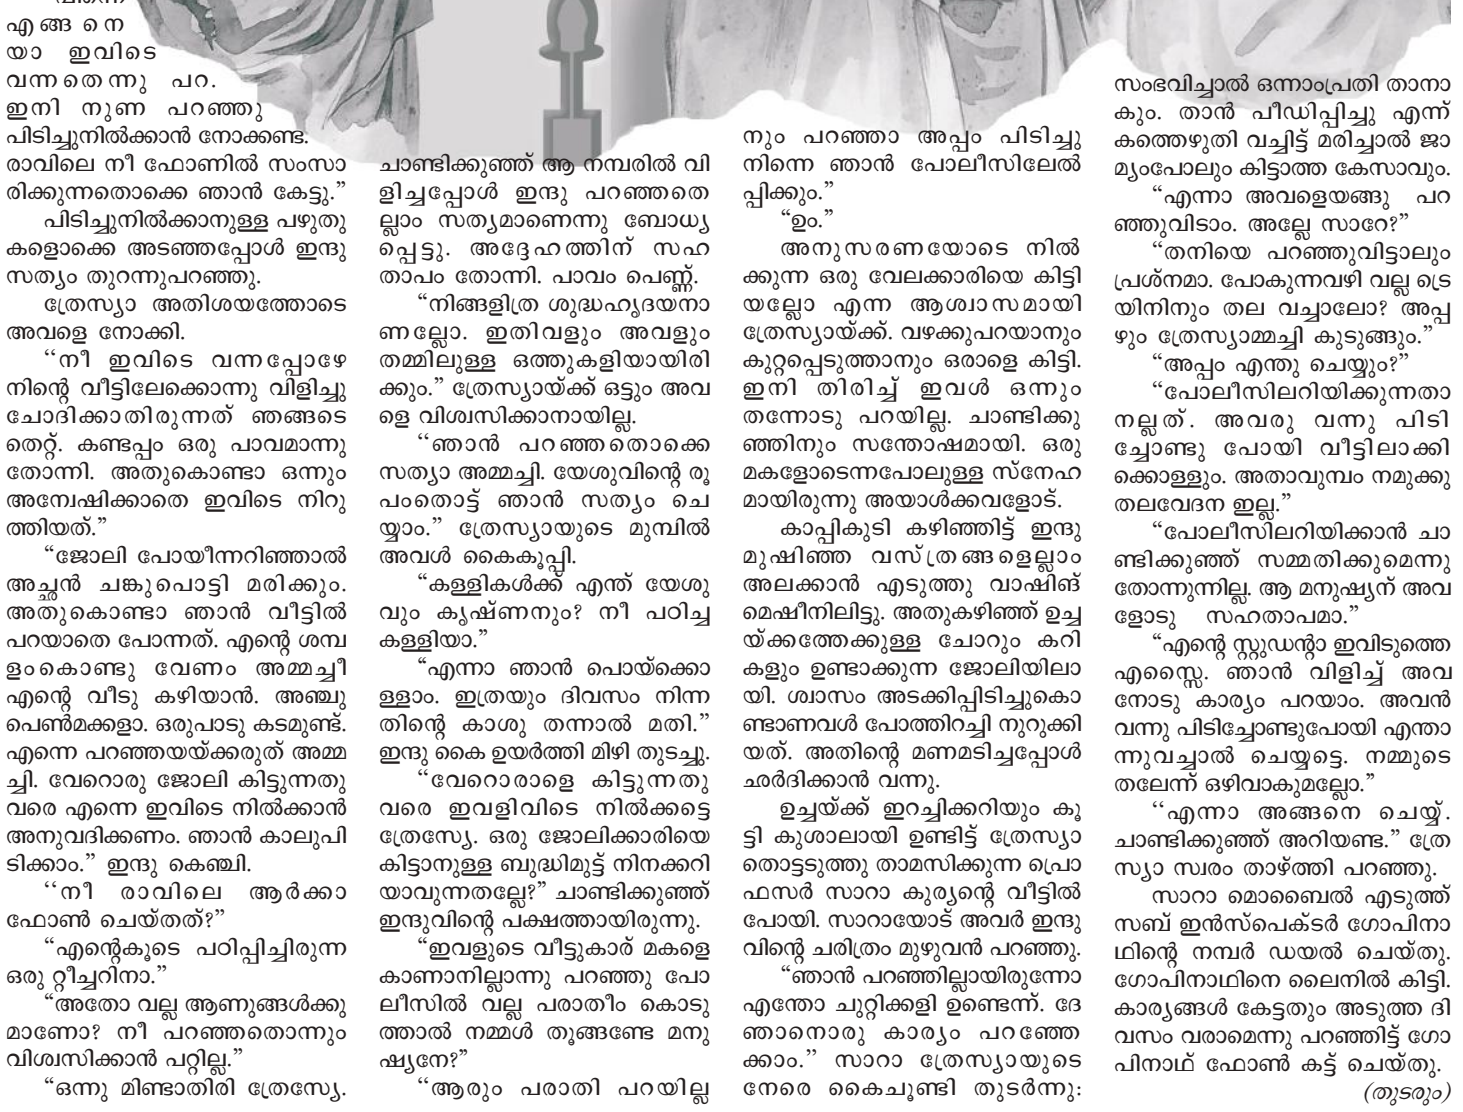 എങ്ങനെ
യാ ഇവിടെ
വന്നതെന്നു പറ.
ഇനി നുണ പറഞ്ഞു
പിടിച്ചുനിൽക്കാൻ നോക്കണ്ട.
രാവിലെ നീ ഫോണിൽ സംസാ
രിക്കുന്നതൊക്കെ ഞാൻ കേട്ടു.”
പിടിച്ചുനിൽക്കാനുള്ള പഴുതു
കളൊക്കെ അടഞ്ഞപ്പോൾ ഇന്ദു
സത്യം തുറന്നുപറഞ്ഞു.
ത്രേസ്യാ അതിശയത്തോടെ
അവളെ നോക്കി.
‘‘നീ ഇവിടെ വന്നപ്പോഴേ
നിന്റെ വീട്ടിലേക്കൊന്നു വിളിച്ചു
ചോദിക്കാതിരുന്നത് ഞങ്ങടെ
തെറ്റ്. കണ്ടപ്പം ഒരു പാവമാന്നു
തോന്നി. അതുകൊണ്ടാ ഒന്നും
അന്വേഷിക്കാതെ ഇവിടെ നിറു
ത്തിയത്.”
“ജോലി പോയീന്നറിഞ്ഞാൽ
അച്ഛൻ ചങ്കുപൊട്ടി മരിക്കും.
അതുകൊണ്ടാ ഞാൻ വീട്ടിൽ
പറയാതെ പോന്നത്. എന്റെ ശമ്പ
ളംകൊണ്ടു വേണം അമ്മച്ചീ
എന്റെ വീടു കഴിയാൻ. അഞ്ചു
പെൺമക്കളാ. ഒരുപാടു കടമുണ്ട്.
എന്നെ പറഞ്ഞയയ്ക്കരുത് അമ്മ
ച്ചി. വേറൊരു ജോലി കിട്ടുന്നതു
വരെ എന്നെ ഇവിടെ നിൽക്കാൻ
അനുവദിക്കണം. ഞാൻ കാലുപി
ടിക്കാം.” ഇന്ദു കെഞ്ചി.
‘‘നീ രാവിലെ ആർക്കാ
ഫോൺ ചെയ്തത്?”
“എന്റെകൂടെ പഠിപ്പിച്ചിരുന്ന
ഒരു റ്റീച്ചറിനാ.”
“അതോ വല്ല ആണുങ്ങൾക്കു
മാണോ? നീ പറഞ്ഞതൊന്നും
വിശ്വസിക്കാൻ പറ്റില്ല.”
“ഒന്നു മിണ്ടാതിരി ത്രേസ്യേ.
ചാണ്ടിക്കുഞ്ഞ് ആ നമ്പരിൽ വി
ളിച്ചപ്പോൾ ഇന്ദു പറഞ്ഞതെ
ല്ലാം സത്യമാണെന്നു ബോധ്യ
പ്പെട്ടു. അദ്ദേഹത്തിന് സഹ
താപം തോന്നി. പാവം പെണ്ണ്.
“നിങ്ങളിത്ര ശുദ്ധഹൃദയനാ
ണല്ലോ. ഇതിവളും അവളും
തമ്മിലുള്ള ഒത്തുകളിയായിരി
ക്കും.” ത്രേസ്യായ്ക്ക് ഒട്ടും അവ
ളെ വിശ്വസിക്കാനായില്ല.
‘‘ഞാൻ പറഞ്ഞതൊക്കെ
സത്യാ അമ്മച്ചി. യേശുവിന്റെ രൂ
പംതൊട്ട് ഞാൻ സത്യം ചെ
യ്യാം.” ത്രേസ്യായുടെ മുമ്പിൽ
അവൾ കൈകൂപ്പി.
“കള്ളികൾക്ക് എന്ത് യേശു
വും കൃഷ്ണനും? നീ പഠിച്ച
കള്ളിയാ.”
“എന്നാ ഞാൻ പൊയ്ക്കൊ
ള്ളാം. ഇത്രയും ദിവസം നിന്ന
തിന്റെ കാശു തന്നാൽ മതി.”
ഇന്ദു കൈ ഉയർത്തി മിഴി തുടച്ചു.
“വേറൊരാളെ കിട്ടുന്നതു
വരെ ഇവളിവിടെ നിൽക്കട്ടെ
ത്രേസ്യേ. ഒരു ജോലിക്കാരിയെ
കിട്ടാനുള്ള ബുദ്ധിമുട്ട് നിനക്കറി
യാവുന്നതല്ലേ?” ചാണ്ടിക്കുഞ്ഞ്
ഇന്ദുവിന്റെ പക്ഷത്തായിരുന്നു.
“ഇവളുടെ വീട്ടുകാര് മകളെ
കാണാനില്ലാന്നു പറഞ്ഞു പോ
ലീസിൽ വല്ല പരാതീം കൊടു
ത്താൽ നമ്മൾ തൂങ്ങണ്ടേ മനു
ഷ്യനേ?”
‘‘ആരും പരാതി പറയില്ല
നും പറഞ്ഞാ അപ്പം പിടിച്ചു
നിന്നെ ഞാൻ പോലീസിലേൽ
പ്പിക്കും.”
“ഉം.”
അനുസരണയോടെ നിൽ
ക്കുന്ന ഒരു വേലക്കാരിയെ കിട്ടി
യല്ലോ എന്ന ആശ്വാസമായി
ത്രേസ്യായ്ക്ക്. വഴക്കുപറയാനും
കുറ്റപ്പെടുത്താനും ഒരാളെ കിട്ടി.
ഇനി തിരിച്ച് ഇവൾ ഒന്നും
തന്നോടു പറയില്ല. ചാണ്ടിക്കു
ഞ്ഞിനും സന്തോഷമായി. ഒരു
മകളോടെന്നപോലുള്ള സ്നേഹ
മായിരുന്നു അയാൾക്കവളോട്.
കാപ്പികുടി കഴിഞ്ഞിട്ട് ഇന്ദു
മുഷിഞ്ഞ വസ്ത്രങ്ങളെല്ലാം
അലക്കാൻ എടുത്തു വാഷിങ്
മെഷീനിലിട്ടു. അതുകഴിഞ്ഞ് ഉച്ച
യ്ക്കത്തേക്കുള്ള ചോറും കറി
കളും ഉണ്ടാക്കുന്ന ജോലിയിലാ
യി. ശ്വാസം അടക്കിപ്പിടിച്ചുകൊ
ണ്ടാണവൾ പോത്തിറച്ചി നുറുക്കി
യത്. അതിന്റെ മണമടിച്ചപ്പോൾ
ഛർദിക്കാൻ വന്നു.
ഉച്ചയ്ക്ക് ഇറച്ചിക്കറിയും കൂ
ട്ടി കുശാലായി ഉണ്ടിട്ട് ത്രേസ്യാ
തൊട്ടടുത്തു താമസിക്കുന്ന പ്രൊ
ഫസർ സാറാ കുര്യന്റെ വീട്ടിൽ
പോയി. സാറായോട് അവർ ഇന്ദു
വിന്റെ ചരിത്രം മുഴുവൻ പറഞ്ഞു.
“ഞാൻ പറഞ്ഞില്ലായിരുന്നോ
എന്തോ ചുറ്റിക്കളി ഉണ്ടെന്ന്. ദേ
ഞാനൊരു കാര്യം പറഞ്ഞേ
ക്കാം.’’ സാറാ ത്രേസ്യായുടെ
നേരെ കൈചൂണ്ടി തുടർന്നു:
സംഭവിച്ചാൽ ഒന്നാംപ്രതി താനാ
കും. താൻ പീഡിപ്പിച്ചു എന്ന്
കത്തെഴുതി വച്ചിട്ട് മരിച്ചാൽ ജാ
മ്യംപോലും കിട്ടാത്ത കേസാവും.
“എന്നാ അവളെയങ്ങു പറ
ഞ്ഞുവിടാം. അല്ലേ സാറേ?”
“തനിയെ പറഞ്ഞുവിട്ടാലും
പ്രശ്നമാ. പോകുന്നവഴി വല്ല ട്രെ
യിനിനും തല വച്ചാലോ? അപ്പ
ഴും ത്രേസ്യാമ്മച്ചി കുടുങ്ങും.”
“അപ്പം എന്തു ചെയ്യും?”
“പോലീസിലറിയിക്കുന്നതാ
നല്ലത്. അവരു വന്നു പിടി
ച്ചോണ്ടു പോയി വീട്ടിലാക്കി
ക്കൊള്ളും. അതാവുമ്പം നമുക്കു
തലവേദന ഇല്ല.”
“പോലീസിലറിയിക്കാൻ ചാ
ണ്ടിക്കുഞ്ഞ് സമ്മതിക്കുമെന്നു
തോന്നുന്നില്ല. ആ മനുഷ്യന് അവ
ളോടു സഹതാപമാ.”
“എന്റെ സ്റ്റുഡന്റാ ഇവിടുത്തെ
എസ്സൈ. ഞാൻ വിളിച്ച് അവ
നോടു കാര്യം പറയാം. അവൻ
വന്നു പിടിച്ചോണ്ടുപോയി എന്താ
ന്നുവച്ചാൽ ചെയ്യട്ടെ. നമ്മുടെ
തലേന്ന് ഒഴിവാകുമല്ലോ.”
‘‘എന്നാ അങ്ങനെ ചെയ്യ്.
ചാണ്ടിക്കുഞ്ഞ് അറിയണ്ട.” ത്രേ
സ്യാ സ്വരം താഴ്ത്തി പറഞ്ഞു.
സാറാ മൊബൈൽ എടുത്ത്
സബ് ഇൻസ്പെക്ടർ ഗോപിനാ
ഥിന്റെ നമ്പർ ഡയൽ ചെയ്തു.
ഗോപിനാഥിനെ ലൈനിൽ കിട്ടി.
കാര്യങ്ങൾ കേട്ടതും അടുത്ത ദി
വസം വരാമെന്നു പറഞ്ഞിട്ട് ഗോ
പിനാഥ് ഫോൺ കട്ട് ചെയ്തു.
(തുടരും)